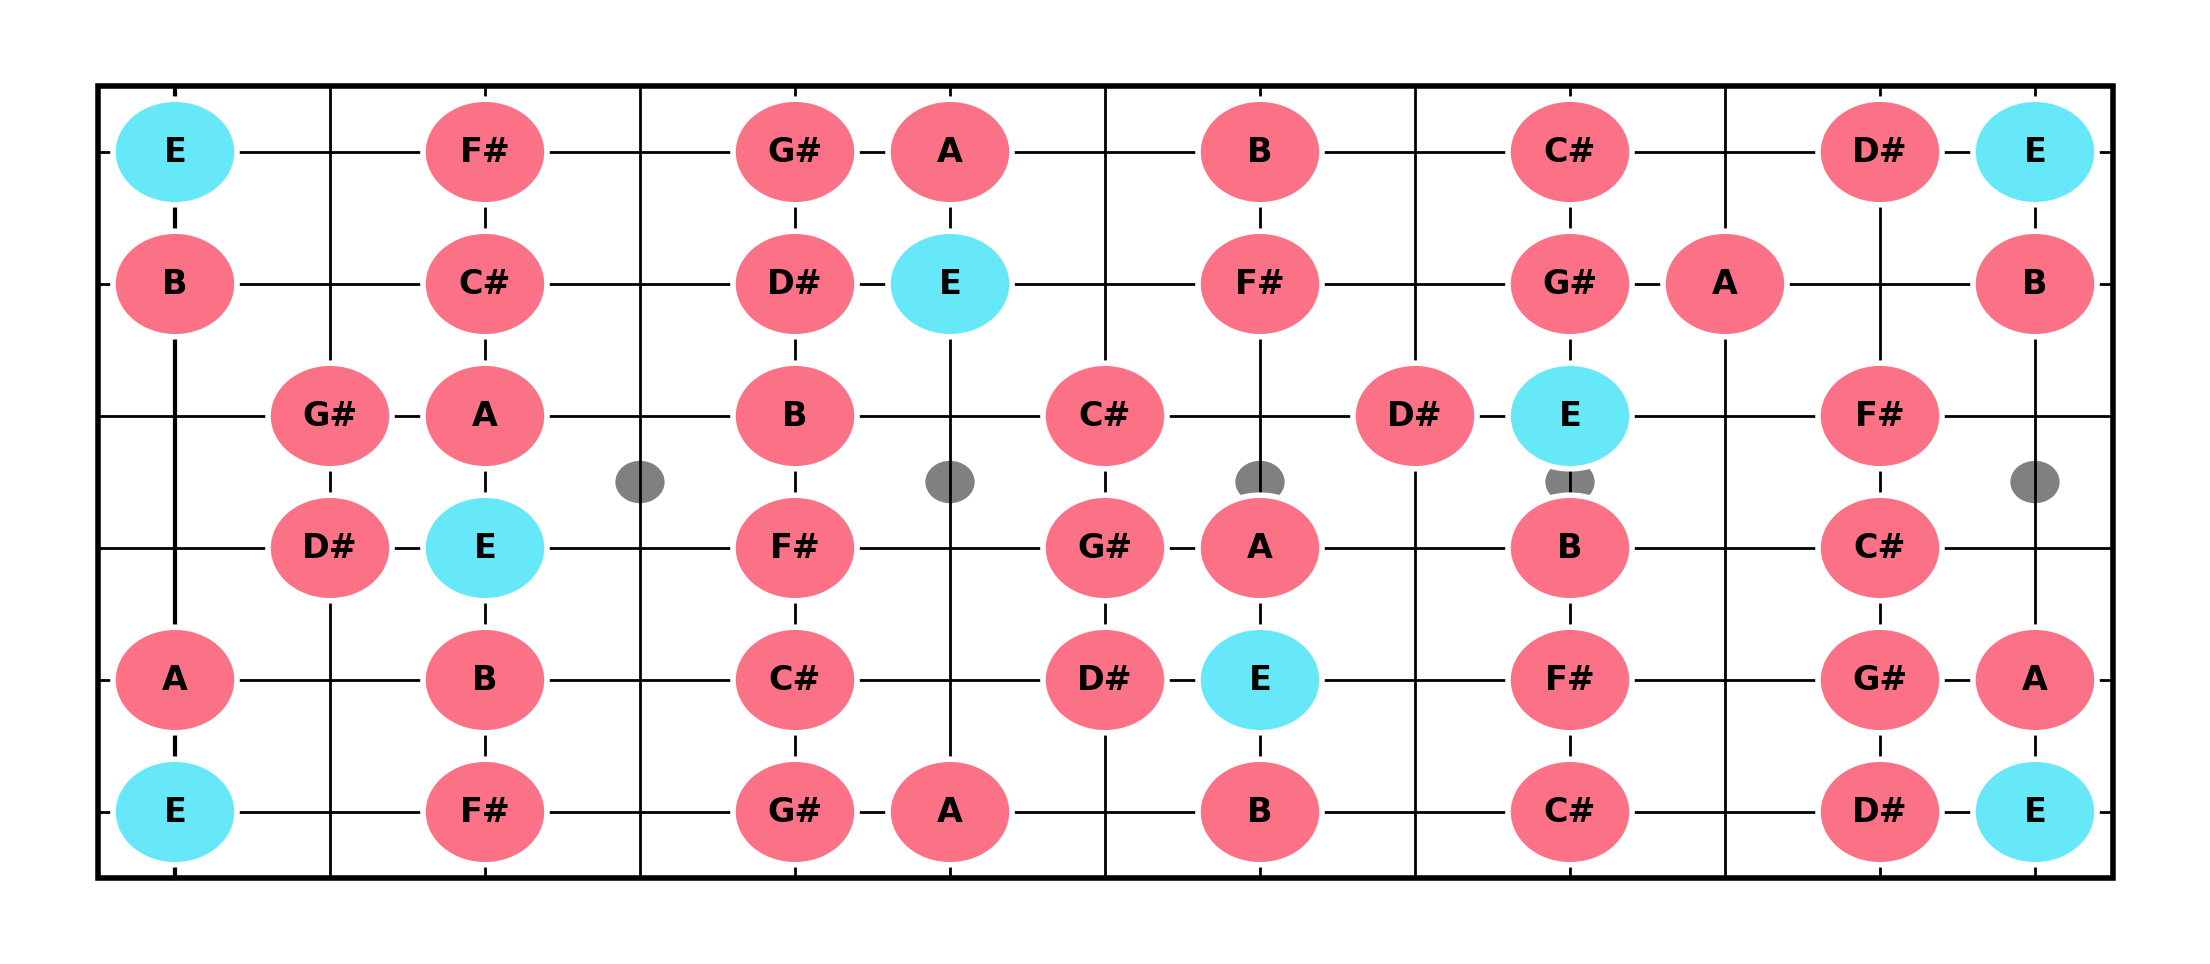 E F# G# A B C# D# E
B C# D# E F# G# A B
G# A B C# D# E F#
D# E F# G# A B C#
A B C# D# E F# G# A
E F# G# A B C# D# E